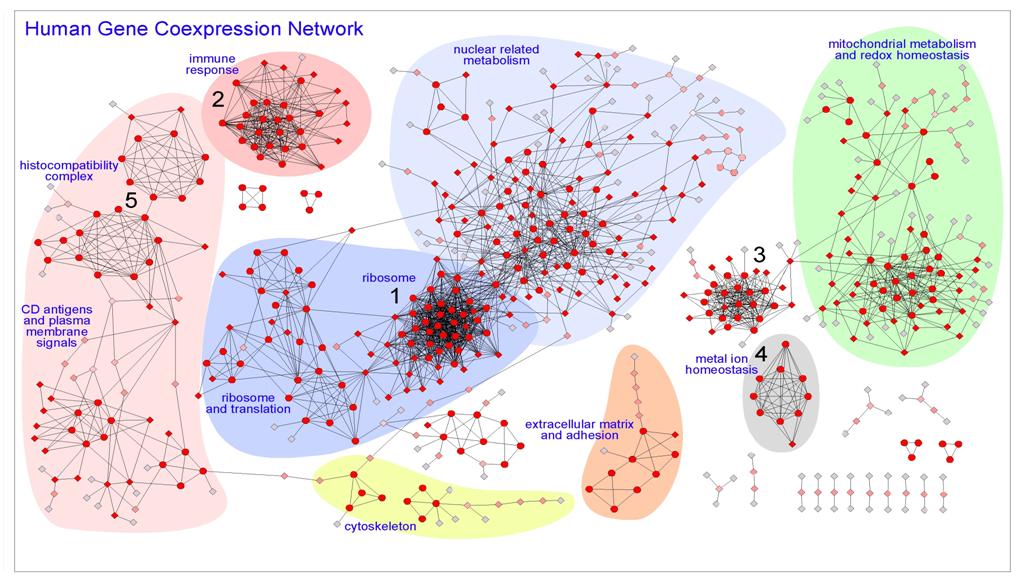 Human Gene Coexpression Network
immune
response
2
nuclear related
metabolism
mitochondrial metabolism
and redox homeostasis
histocompatibility
complex
5
ribosome
1
3
CD antigens
and plasma
membrane
signals
metal ion
homeostasis
4
ribosome
and translation
extracellular matrix
and adhesion
cytoskeleton